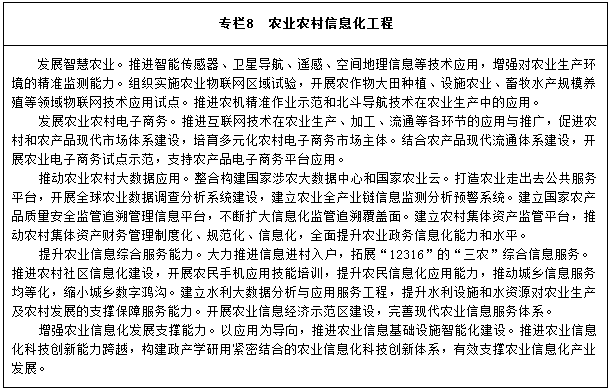 专栏8　农业农村信息化工程
发展智慧农业。推进智能传感器、卫星导航、遥感、空间地理信息等技术应用，增强对农业生产环
境的精准监测能力。组织实施农业物联网区域试验，开展农作物大田种植、设施农业、畜牧水产规模养
殖等领域物联网技术应用试点。推进农机精准作业示范和北斗导航技术在农业生产中的应用。
发展农业农村电子商务。推进互联网技术在农业生产、加工、流通等各环节的应用与推广，促进农
村和农产品现代市场体系建设，培育多元化农村电子商务市场主体。结合农产品现代流通体系建设，开
展农业电子商务试点示范，支持农产品电子商务平台应用。
推动农业农村大数据应用。整合构建国家涉农大数据中心和国家农业云。打造农业走出去公共服务
平台，开展全球农业数据调查分析系统建设，建立农业全产业链信息监测分析预警系统。建立国家农产
品质量安全监管追溯管理信息平台，不断扩大信息化监管追溯覆盖面。建立农村集体资产监管平台，推
动农村集体资产财务管理制度化、规范化、信息化，全面提升农业政务信息化能力和水平。
提升农业信息综合服务能力。大力推进信息进村入户，拓展“12316”的“三农”综合信息服务。
推进农村社区信息化建设，开展农民手机应用技能培训，提升农民信息化应用能力，推动城乡信息服务
均等化，缩小城乡数字鸿沟。建立水利大数据分析与应用服务工程，提升水利设施和水资源对农业生产
及农村发展的支撑保障服务能力。开展农业信息经济示范区建设，完善现代农业信息服务体系。
增强农业信息化发展支撑能力。以应用为导向，推进农业信息基础设施智能化建设。推进农业信息
化科技创新能力跨越，构建政产学研用紧密结合的农业信息化科技创新体系，有效支撑农业信息化产业
发展。